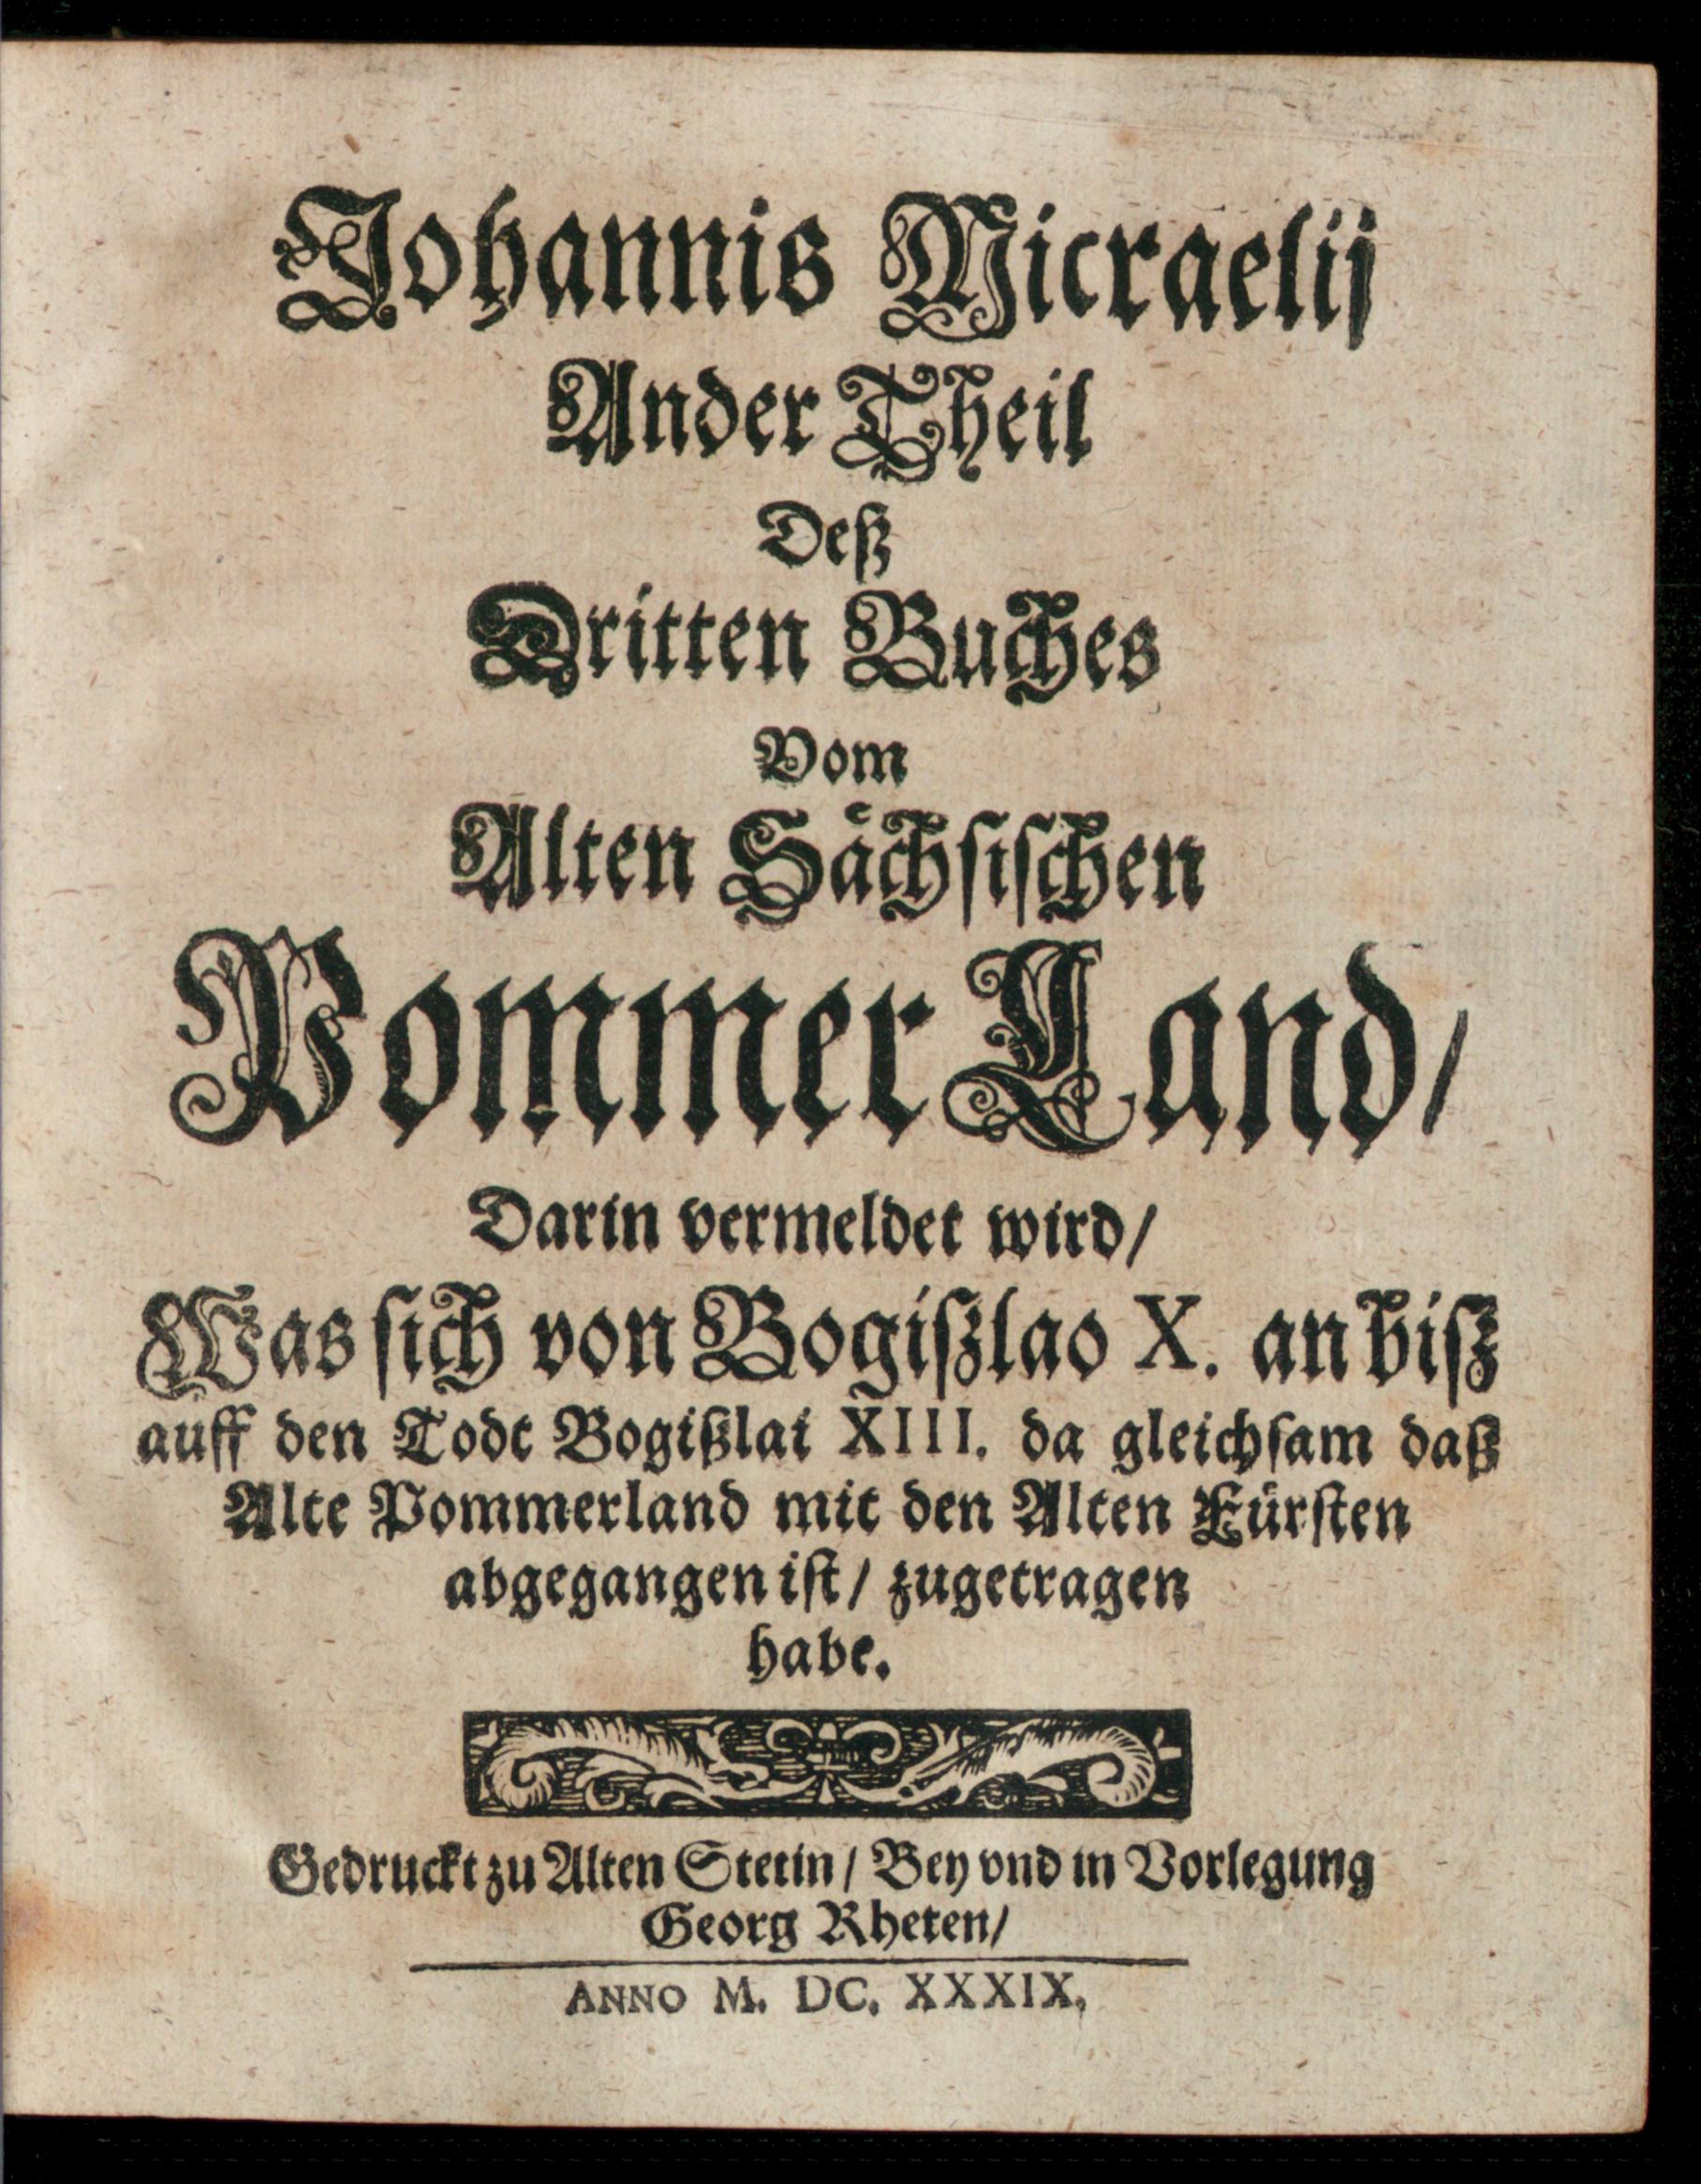 Johannis Micraelij
Ander Theil
Deß
Dritten Buches
Vom
Alten Sächsischen
PommerLand/
Darin vermeldet wird/
Was sich von Bogißlao X. an biß
auff den Todt Bogißlai XIII. da gleichsam daß
Alte Pommerland mit den Alten Fürsten
abgegangen ist/ zugetragen
habe.
Gedruckt zu Alten Stetin/ Bey vnd in Vorlegung
Georg Rheten/
ANNO M. DC. XXXIX.